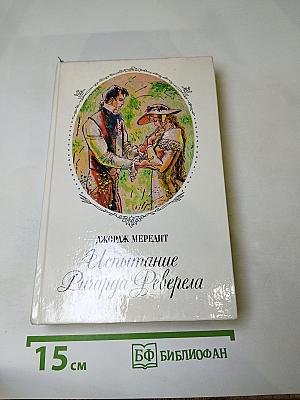 ДЖОРДЖ МЕРЕДИТ
Испытание
Ричарда Феверела
15 см
БФ БИБЛИОФАН